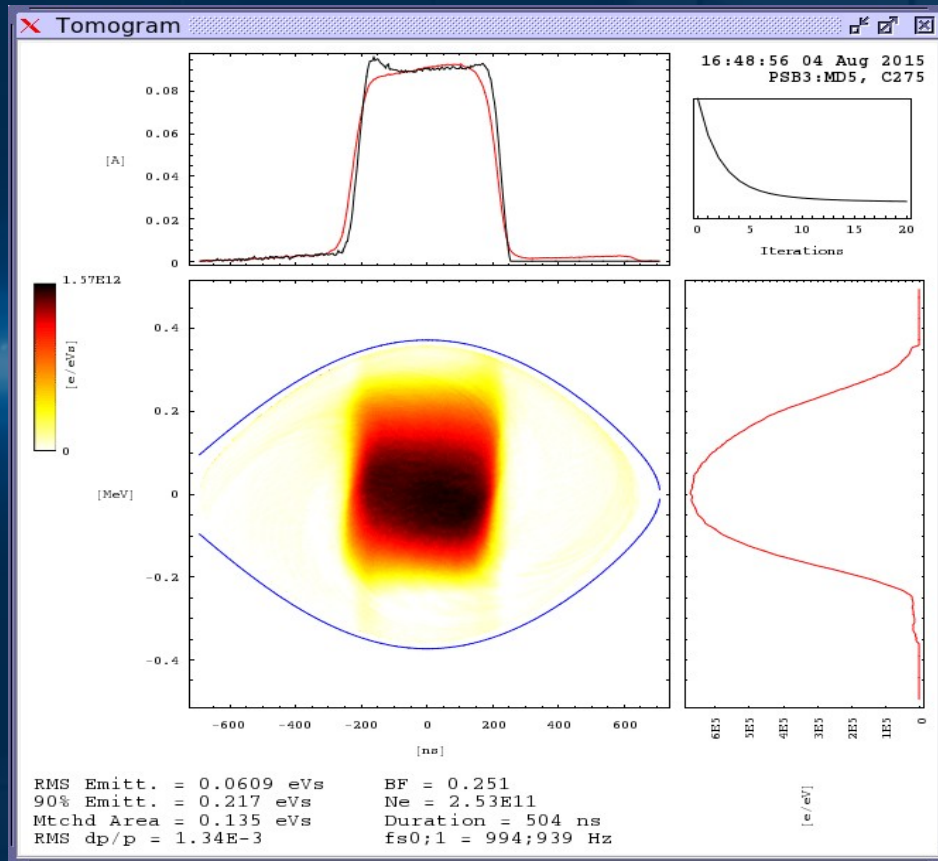 Tomogram
16:48:56 04 Aug 2015
PSB3:MD5, C275
0.08
0.06
[A]
0.04
0.02
0
0 5 10 15 20
Iterations
1.57E12
[e/eVs]
0
0.4
0.2
[MeV]
0
-0.2
-0.4
-600 -400 -200 0 200 400 600
[ns]
6E5 5E5 4E5 3E5 2E5 1E5 0
[e/eV]
RMS Emitt. = 0.0609 eVs BF = 0.251
90% Emitt. = 0.217 eVs Ne = 2.53E11
Mtchd Area = 0.135 eVs Duration = 504 ns
RMS dp/p = 1.34E-3 fs0;1 = 994;939 Hz